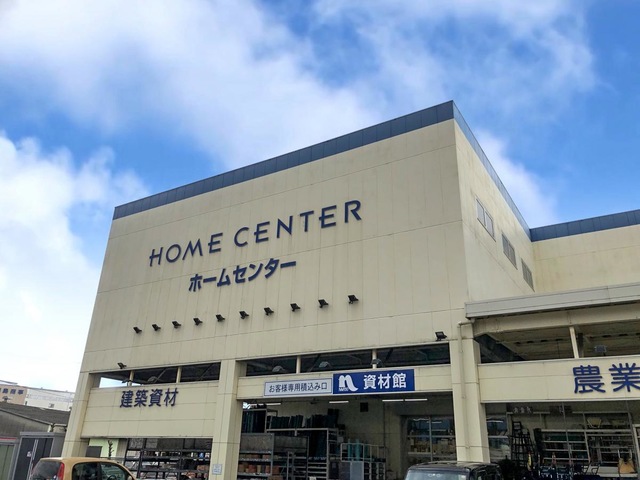 HOME CENTER
ホームセンター
お客様専用積込み口
資材館
建築資材
農業